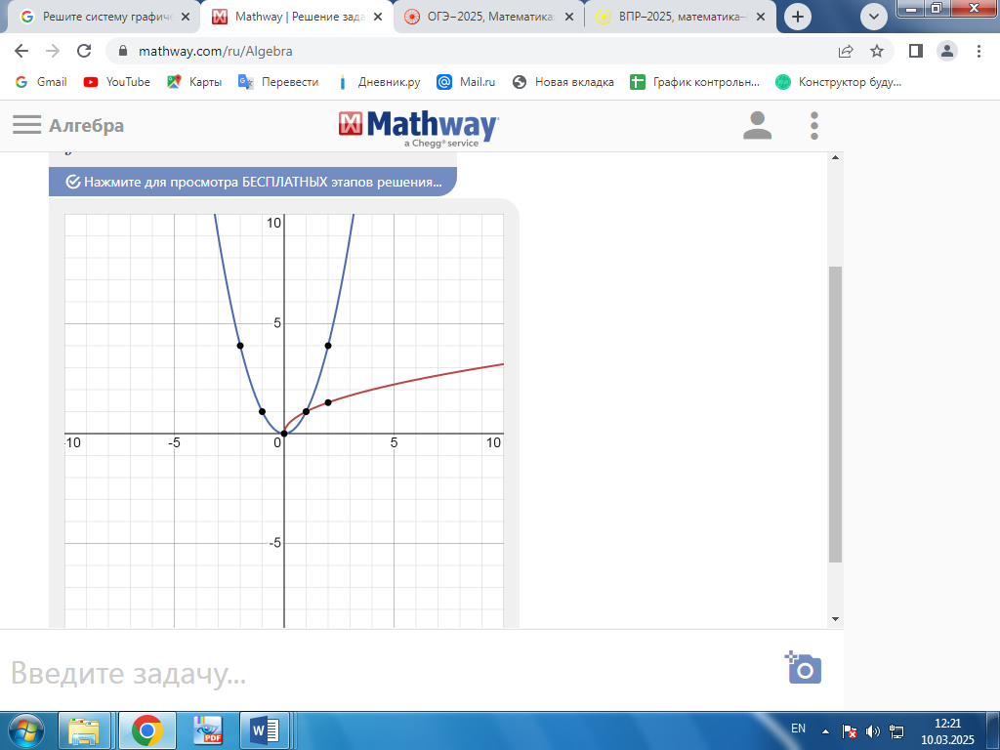 Решите систему графиче
Mathway | Решение зада
ОГЭ–2025, Математика:
ВПР–2025, математика–
mathway.com/ru/Algebra
Gmail
YouTube
Карты
Перевести
Дневник.ру
Mail.ru
Новая вкладка
График контрольн...
Конструктор буду...
Алгебра
Mathway
a Chegg® service
Нажмите для просмотра БЕСПЛАТНЫХ этапов решения...
10
5
-10
-5
0
5
10
-5
Введите задачу...
PDF
W
EN
12:21
10.03.2025